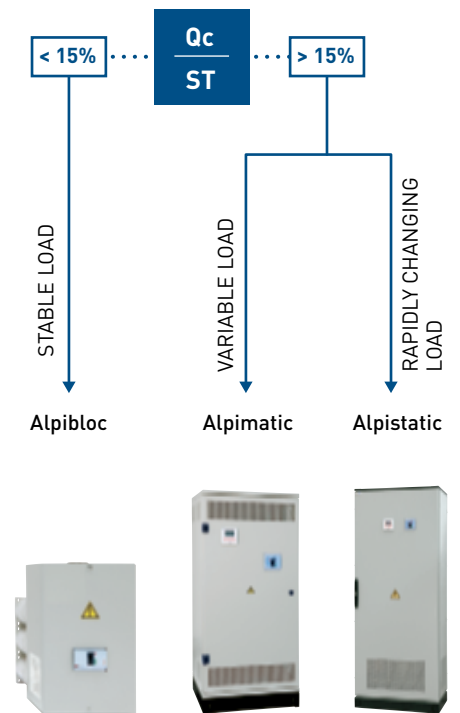 Qc
ST
< 15%
> 15%
STABLE LOAD
VARIABLE LOAD
RAPIDLY CHANGING
LOAD
Alpibloc
Alpimatic
Alpistatic